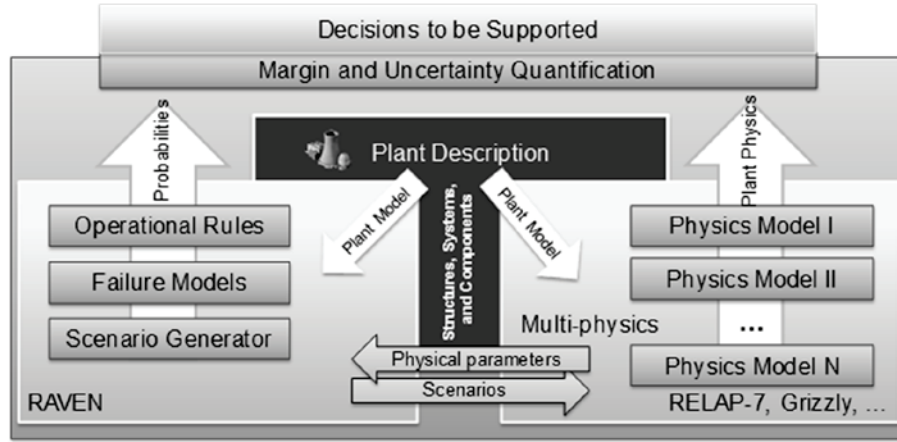 Decisions to be Supported
Margin and Uncertainty Quantification
Probabilities
Plant Description
Plant Physics
Plant Model
Structures, Systems,
and Components
Plant Model
Operational Rules
Failure Models
Scenario Generator
Physics Model I
Physics Model II
Multi-physics
...
Physics Model N
Physical parameters
Scenarios
RAVEN
RELAP-7, Grizzly, ...